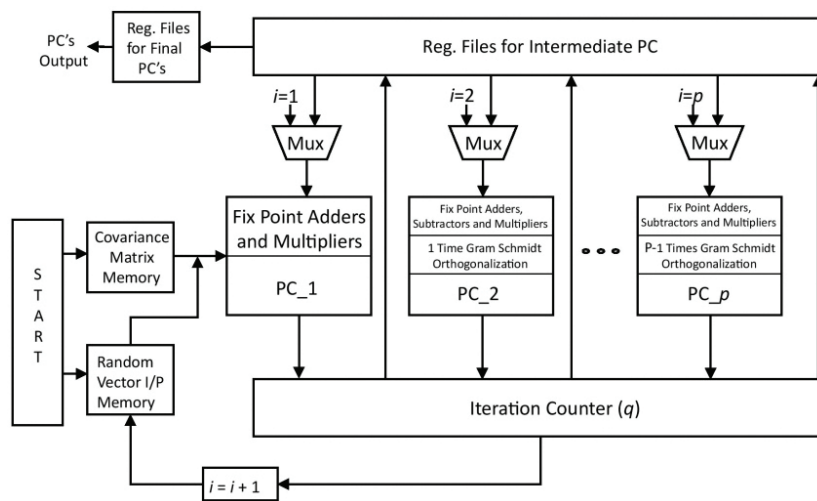 PC's
Output
Reg. Files
for Final
PC's
Reg. Files for Intermediate PC
i=1
i=2
i=p
Mux
Mux
Mux
Fix Point Adders
and Multipliers
PC_1
Fix Point Adders,
Subtractors and Multipliers
1 Time Gram Schmidt
Orthogonalization
PC_2
Fix Point Adders,
Subtractors and Multipliers
P-1 Times Gram Schmidt
Orthogonalization
PC_p
S
T
A
R
T
Covariance
Matrix
Memory
Random
Vector I/P
Memory
Iteration Counter (q)
i = i + 1